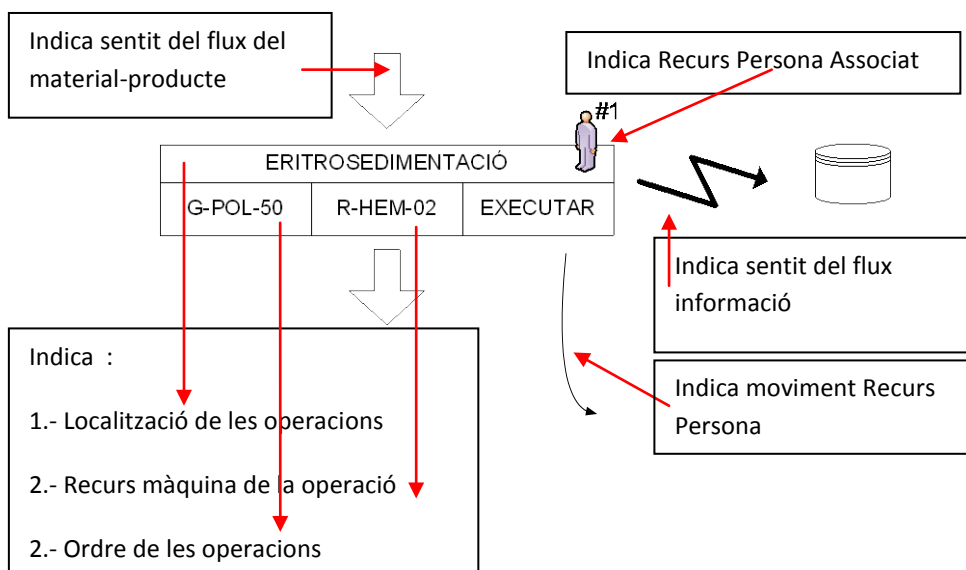 Indica sentit del flux del
material-producte
Indica Recurs Persona Associat
#1
ERITROSEDIMENTACIÓ
G-POL-50 R-HEM-02 EXECUTAR
Indica sentit del flux
informació
Indica :
1.- Localització de les operacions
2.- Recurs màquina de la operació
2.- Ordre de les operacions
Indica moviment Recurs
Persona